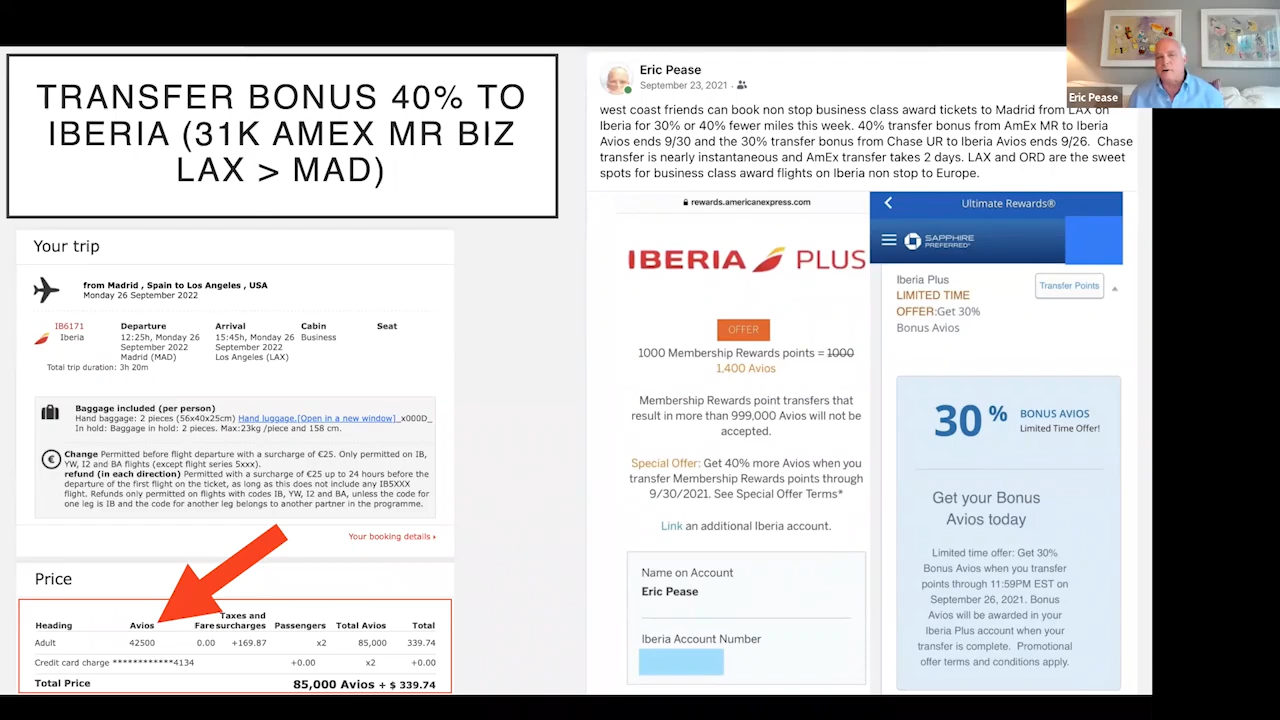 TRANSFER BONUS 40% TO
IBERIA (31K AMEX MR BIZ
LAX > MAD)
Your trip
from Madrid , Spain to Los Angeles , USA
Monday 26 September 2022
IB6171
Iberia
Departure
12:25h, Monday 26
September 2022
Madrid (MAD)
Arrival
15:45h, Monday 26
September 2022
Los Angeles (LAX)
Cabin
Business
Seat
Total trip duration: 3h 20m
Baggage included (per person)
Hand baggage: 2 pieces (56x40x25cm) Hand luggage.[Open in a new window]_x000D_
In hold: Baggage in hold: 2 pieces. Max:23kg /piece and 158 cm.
Change Permitted before flight departure with a surcharge of €25. Only permitted on IB,
YW, I2 and BA flights (except flight series 5xxx).
refund (in each direction) Permitted with a surcharge of €25 up to 24 hours before the
departure of the first flight on the ticket, as long as this does not include any IB5XXX
flight. Refunds only permitted on flights with codes IB, YW, I2 and BA, unless the code for
one leg is IB and the code for another leg belongs to another partner in the programme.
Your booking details
Price
Heading Avios Fare Taxes and surcharges Passengers Total Avios Total
Adult 42500 0.00 +169.87 x2 85,000 339.74
Credit card charge ************4134 +0.00 x2 +0.00
Total Price 85,000 Avios + $ 339.74
Eric Pease
September 23, 2021 ·
west coast friends can book non stop business class award tickets to Madrid from LAX on
Iberia for 30% or 40% fewer miles this week. 40% transfer bonus from AmEx MR to Iberia
Avios ends 9/30 and the 30% transfer bonus from Chase UR to Iberia Avios ends 9/26. Chase
transfer is nearly instantaneous and AmEx transfer takes 2 days. LAX and ORD are the sweet
spots for business class award flights on Iberia non stop to Europe.
rewards.americanexpress.com
IBERIA PLUS
OFFER
1000 Membership Rewards points = 1000
1,400 Avios
Membership Rewards point transfers that
result in more than 999,000 Avios will not be
accepted.
Special Offer: Get 40% more Avios when you
transfer Membership Rewards points through
9/30/2021. See Special Offer Terms*
Link an additional Iberia account.
Name on Account
Eric Pease
Iberia Account Number
Ultimate Rewards®
SAPPHIRE
PREFERRED®
Iberia Plus
LIMITED TIME
OFFER:Get 30%
Bonus Avios
Transfer Points
30% BONUS AVIOS
Limited Time Offer!
Get your Bonus
Avios today
Limited time offer: Get 30%
Bonus Avios when you transfer
points through 11:59PM EST on
September 26, 2021. Bonus
Avios will be awarded in your
Iberia Plus account when your
transfer is complete. Promotional
offer terms and conditions apply.
Eric Pease